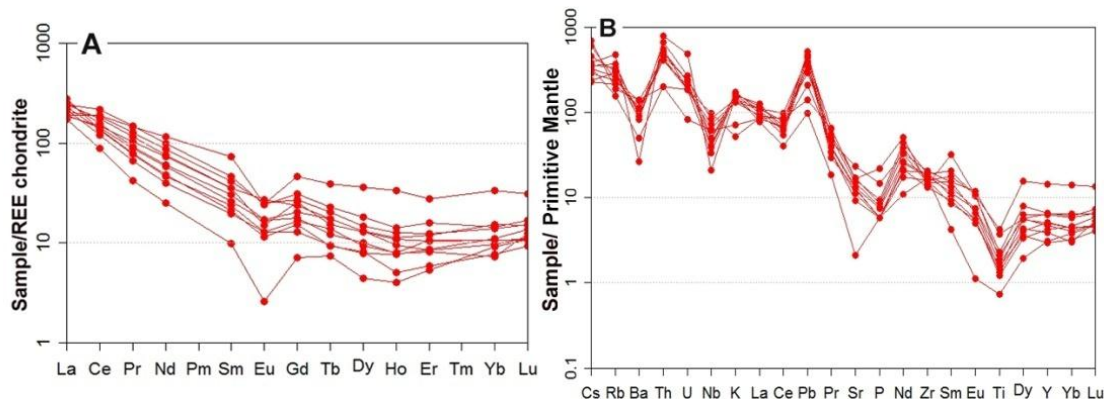 A
Sample/REE chondrite
1000
100
10
1
La Ce Pr Nd Pm Sm Eu Gd Tb Dy Ho Er Tm Yb Lu
B
Sample/ Primitive Mantle
1000
100
10
1
0.1
Cs Rb Ba Th U Nb K La Ce Pb Pr Sr P Nd Zr Sm Eu Ti Dy Y Yb Lu